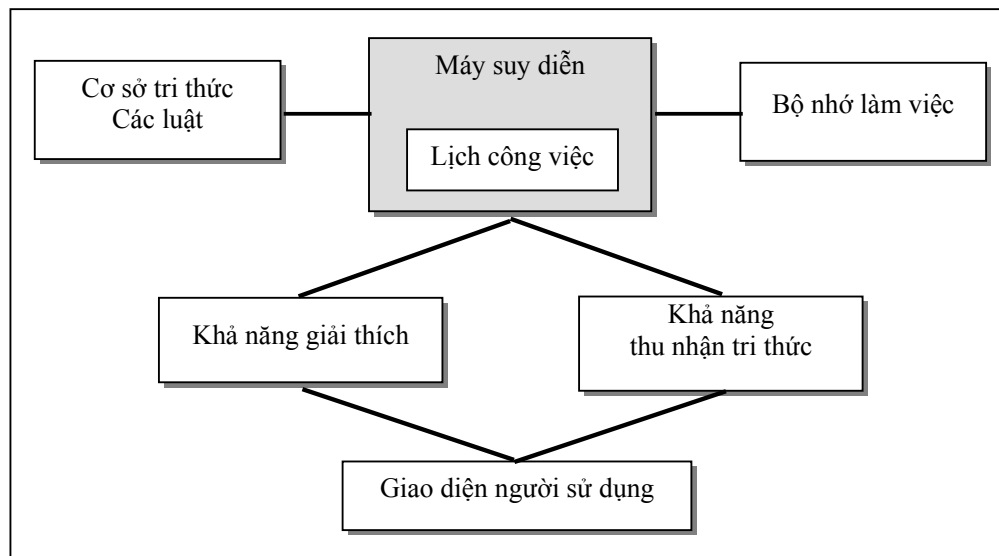 Cơ sở tri thức
Các luật
Máy suy diễn
Lịch công việc
Bộ nhớ làm việc
Khả năng giải thích
Khả năng
thu nhận tri thức
Giao diện người sử dụng